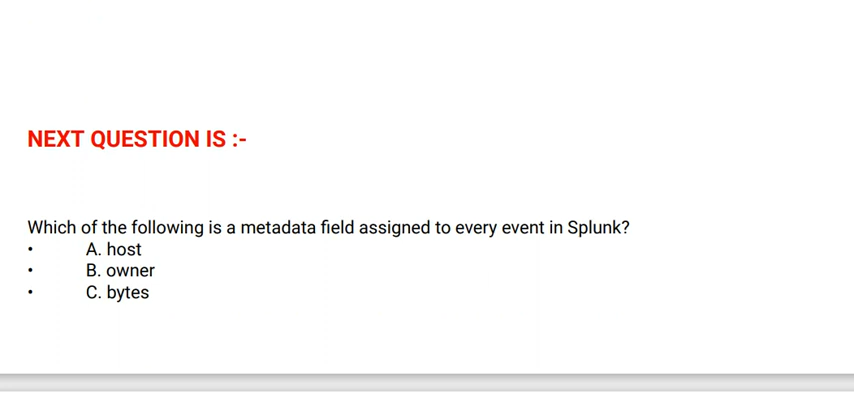 NEXT QUESTION IS :-
Which of the following is a metadata field assigned to every event in Splunk?
• A. host
• B. owner
• C. bytes